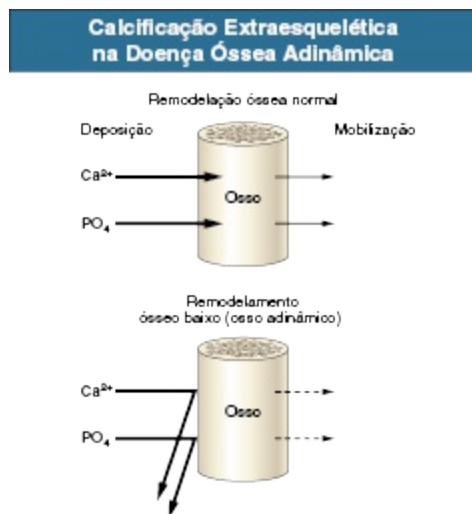 Calcificação Extraesquelética
na Doença Óssea Adinâmica
Remodelação óssea normal
Deposição
Mobilização
Ca²⁺
Osso
PO₄
Remodelamento
ósseo baixo (osso adinâmico)
Ca²⁺
Osso
PO₄